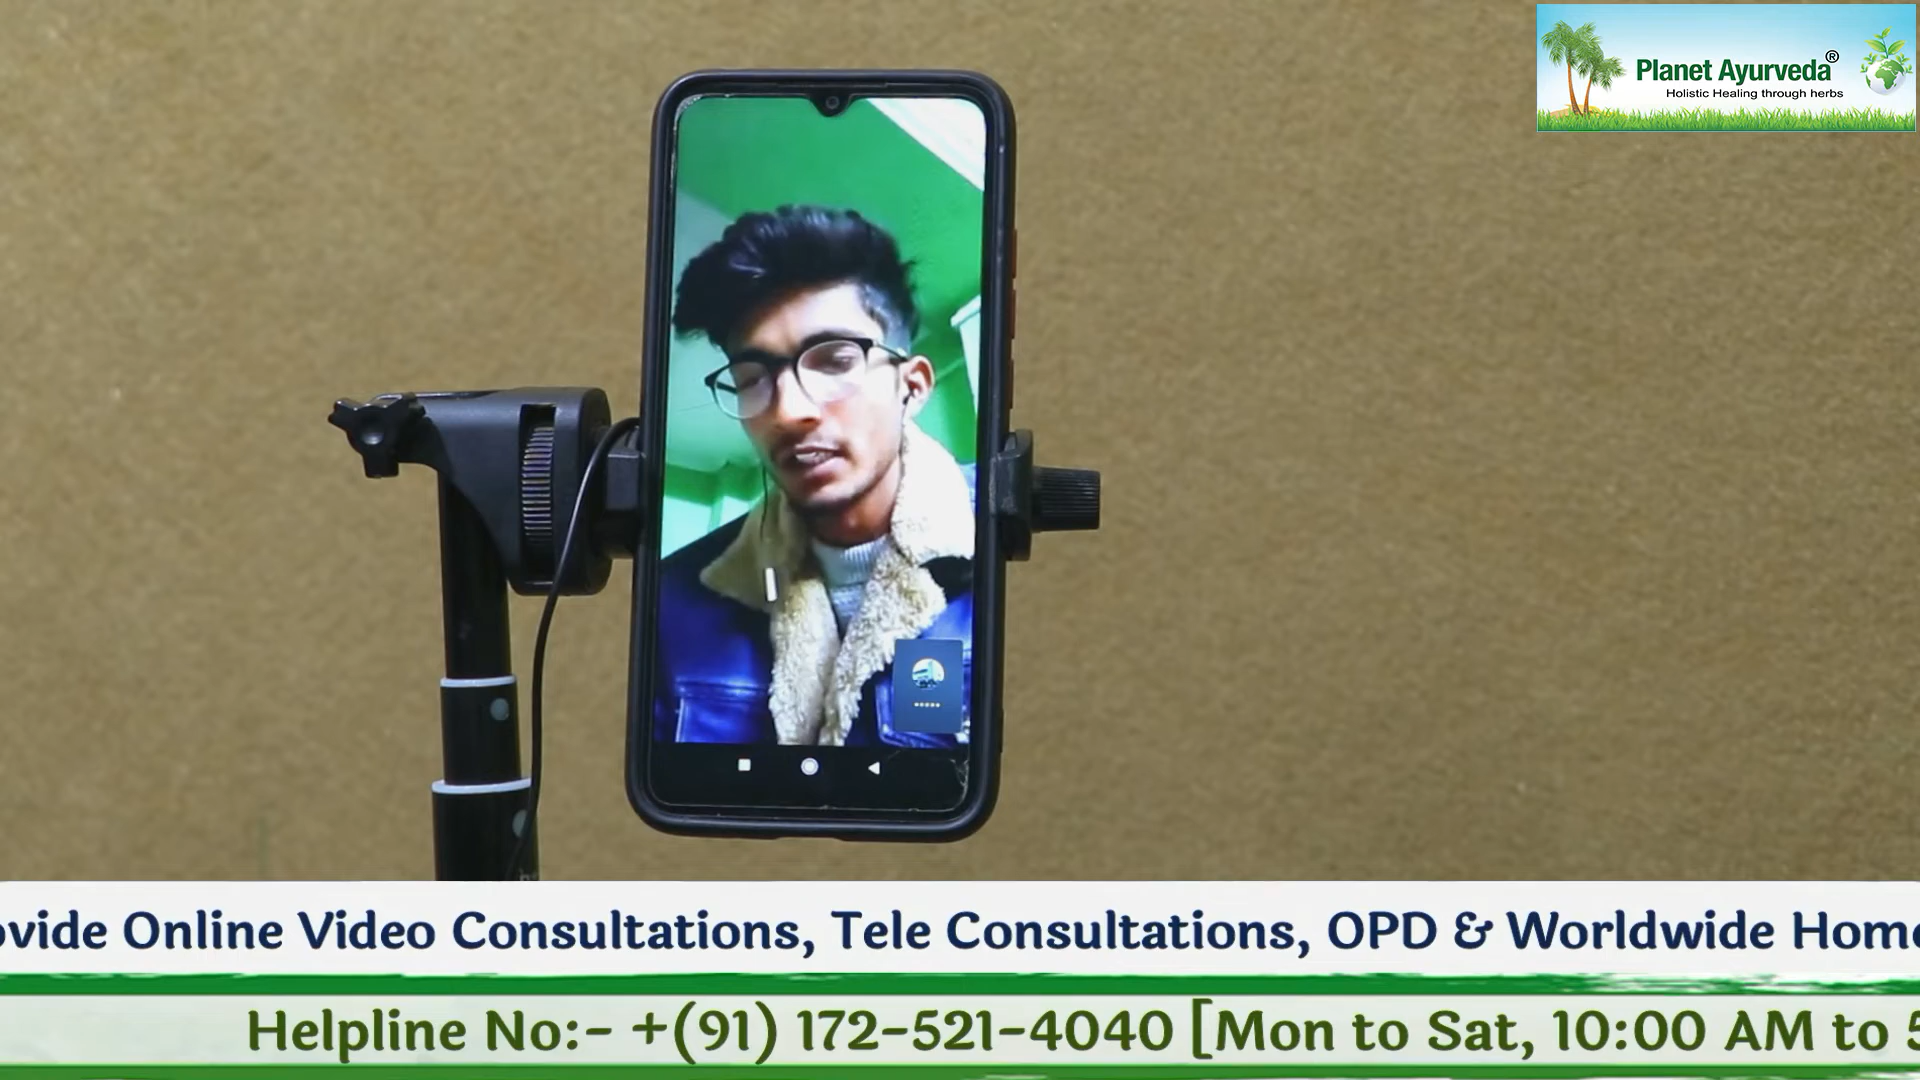 Planet Ayurveda®
Holistic Healing through herbs
ovide Online Video Consultations, Tele Consultations, OPD & Worldwide Home
Helpline No:- +(91) 172-521-4040 [Mon to Sat, 10:00 AM to 5